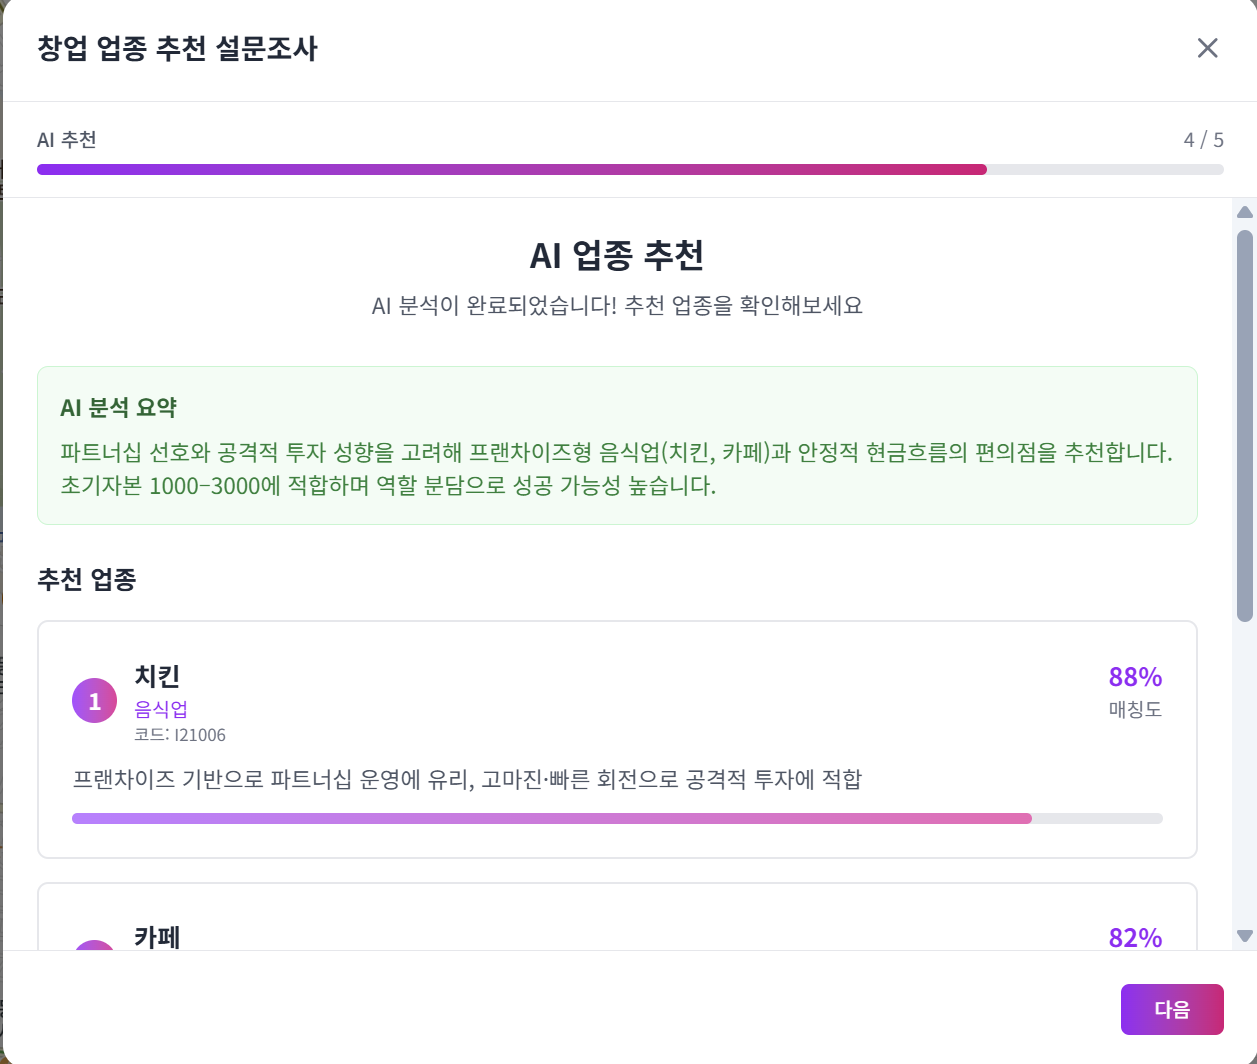 창업 업종 추천 설문조사
AI 추천
4 / 5
AI 업종 추천
AI 분석이 완료되었습니다! 추천 업종을 확인해보세요
AI 분석 요약
파트너십 선호와 공격적 투자 성향을 고려해 프랜차이즈형 음식업(치킨, 카페)과 안정적 현금흐름의 편의점을 추천합니다.
초기자본 1000–3000에 적합하며 역할 분담으로 성공 가능성 높습니다.
추천 업종
1
치킨
음식업
코드: I21006
88%
매칭도
프랜차이즈 기반으로 파트너십 운영에 유리, 고마진·빠른 회전으로 공격적 투자에 적합
카페
82%
다음